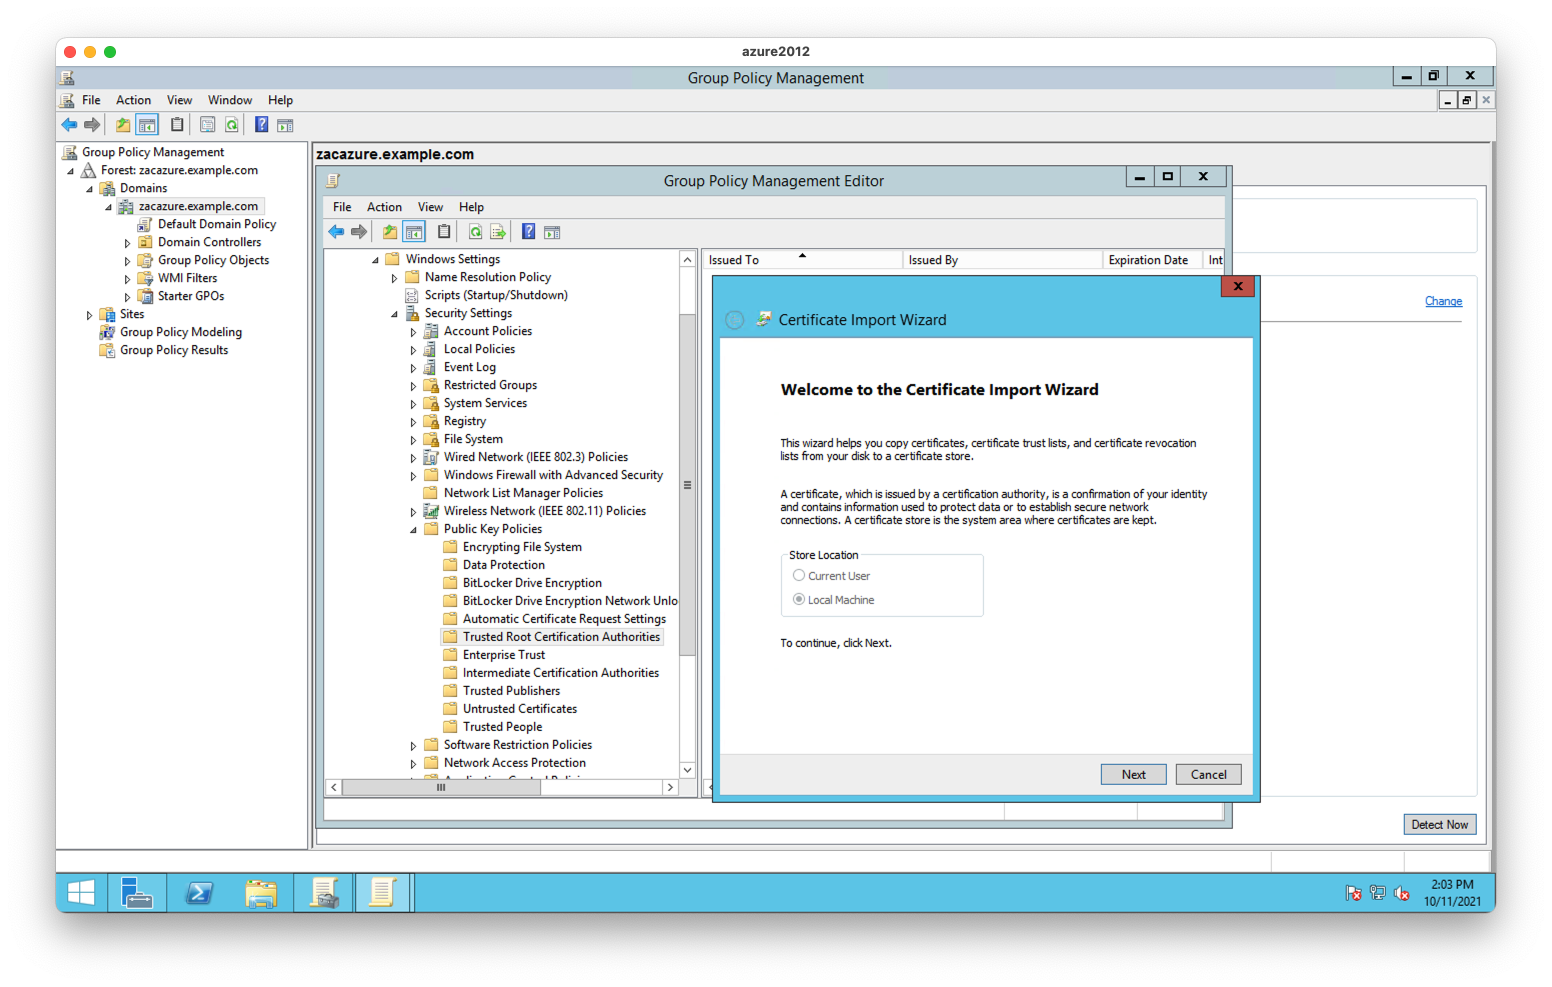 azure2012
Group Policy Management
File Action View Window Help
Group Policy Management
Forest: zacazure.example.com
Domains
zacazure.example.com
Default Domain Policy
Domain Controllers
Group Policy Objects
WMI Filters
Starter GPOs
Sites
Group Policy Modeling
Group Policy Results
zacazure.example.com
Group Policy Management Editor
File Action View Help
Windows Settings
Name Resolution Policy
Scripts (Startup/Shutdown)
Security Settings
Account Policies
Local Policies
Event Log
Restricted Groups
System Services
Registry
File System
Wired Network (IEEE 802.3) Policies
Windows Firewall with Advanced Security
Network List Manager Policies
Wireless Network (IEEE 802.11) Policies
Public Key Policies
Encrypting File System
Data Protection
BitLocker Drive Encryption
BitLocker Drive Encryption Network Unlo
Automatic Certificate Request Settings
Trusted Root Certification Authorities
Enterprise Trust
Intermediate Certification Authorities
Trusted Publishers
Untrusted Certificates
Trusted People
Software Restriction Policies
Network Access Protection
Issued To Issued By Expiration Date Int
Change
Certificate Import Wizard
Welcome to the Certificate Import Wizard
This wizard helps you copy certificates, certificate trust lists, and certificate revocation
lists from your disk to a certificate store.
A certificate, which is issued by a certification authority, is a confirmation of your identity
and contains information used to protect data or to establish secure network
connections. A certificate store is the system area where certificates are kept.
Store Location
Current User
Local Machine
To continue, click Next.
Next Cancel
Detect Now
2:03 PM
10/11/2021